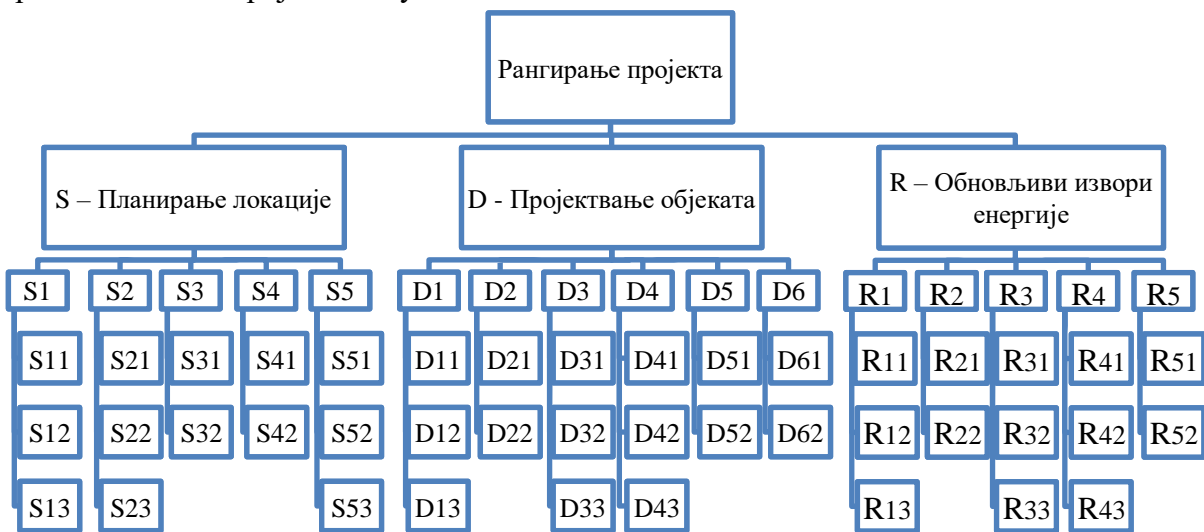 Рангирање пројекта
S – Планирање локације
D - Пројектвање објеката
R – Обновљиви извори
енергије
S1 S2 S3 S4 S5 D1 D2 D3 D4 D5 D6 R1 R2 R3 R4 R5
S11 S21 S31 S41 S51 D11 D21 D31 D41 D51 D61 R11 R21 R31 R41 R51
S12 S22 S32 S42 S52 D12 D22 D32 D42 D52 D62 R12 R22 R32 R42 R52
S13 S23 S53 D13 D33 D43 R13 R33 R43